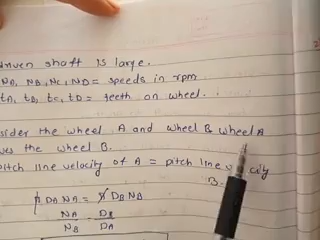 driven shaft is large.
NA, NB, NC, ND = speeds in rpm
tA, tB, tC, tD = teeth on wheel.
sider the wheel A and wheel B wheel A
ves the wheel B.
pitch line velocity of A = pitch line velocity
B.
π DA NA = π DB NB
NA / NB = DB / DA